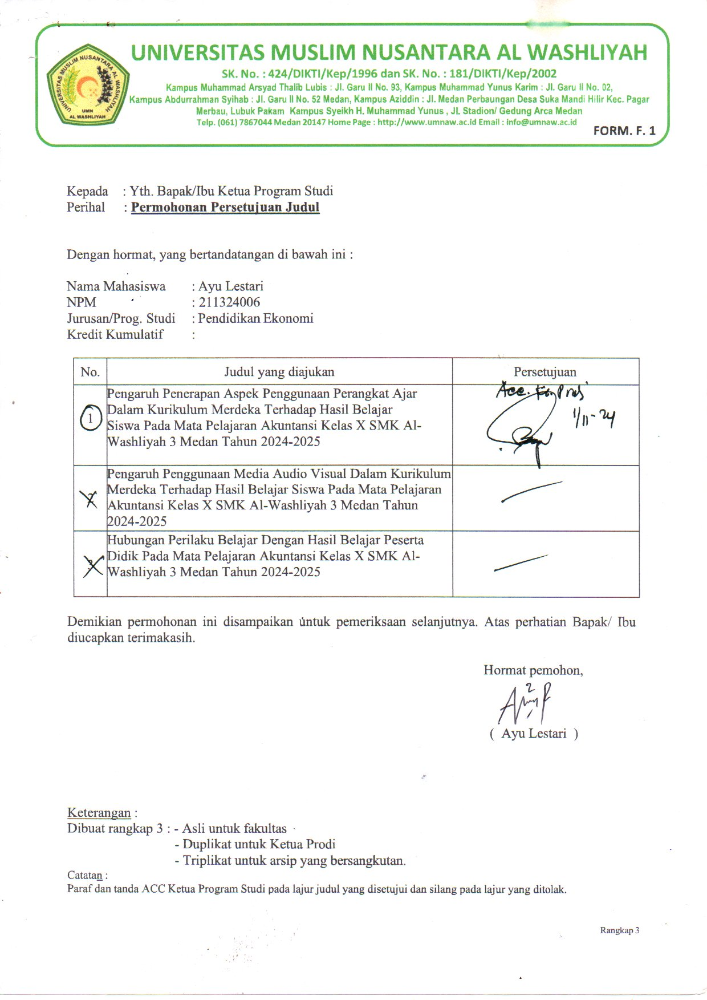 UNIVERSITAS MUSLIM NUSANTARA AL WASHLIYAH
SK. No. : 424/DIKTI/Kep/1996 dan SK. No. : 181/DIKTI/Kep/2002
Kampus Muhammad Arsyad Thalib Lubis : Jl. Garu II No. 93, Kampus Muhammad Yunus Karim : Jl. Garu II No. 02,
Kampus Abdurrahman Syihab : Jl. Garu II No. 52 Medan, Kampus Aziddin : Jl. Medan Perbaungan Desa Suka Mandi Hilir Kec. Pagar
Merbau, Lubuk Pakam Kampus Syeikh H. Muhammad Yunus , Jl. Stadion/ Gedung Arca Medan
Telp. (061) 7867044 Medan 20147 Home Page : http://www.umnaw.ac.id Email : info@umnaw.ac.id
FORM. F. 1
UNIVERSITAS MUSLIM NUSANTARA AL WASHLIYAH
UMN
AL WASHLIYAH
Kepada : Yth. Bapak/Ibu Ketua Program Studi
Perihal : Permohonan Persetujuan Judul
Dengan hormat, yang bertandatangan di bawah ini :
Nama Mahasiswa : Ayu Lestari
NPM : 211324006
Jurusan/Prog. Studi : Pendidikan Ekonomi
Kredit Kumulatif :
No. Judul yang diajukan Persetujuan
1 Pengaruh Penerapan Aspek Penggunaan Perangkat Ajar
Dalam Kurikulum Merdeka Terhadap Hasil Belajar
Siswa Pada Mata Pelajaran Akuntansi Kelas X SMK Al-
Washliyah 3 Medan Tahun 2024-2025
Acc.
1/11-24
2 Pengaruh Penggunaan Media Audio Visual Dalam Kurikulum
Merdeka Terhadap Hasil Belajar Siswa Pada Mata Pelajaran
Akuntansi Kelas X SMK Al-Washliyah 3 Medan Tahun
2024-2025
3 Hubungan Perilaku Belajar Dengan Hasil Belajar Peserta
Didik Pada Mata Pelajaran Akuntansi Kelas X SMK Al-
Washliyah 3 Medan Tahun 2024-2025
Demikian permohonan ini disampaikan untuk pemeriksaan selanjutnya. Atas perhatian Bapak/ Ibu
diucapkan terimakasih.
Hormat pemohon,
( Ayu Lestari )
Keterangan :
Dibuat rangkap 3 : - Asli untuk fakultas
- Duplikat untuk Ketua Prodi
- Triplikat untuk arsip yang bersangkutan.
Catatan :
Paraf dan tanda ACC Ketua Program Studi pada lajur judul yang disetujui dan silang pada lajur yang ditolak.
Rangkap 3